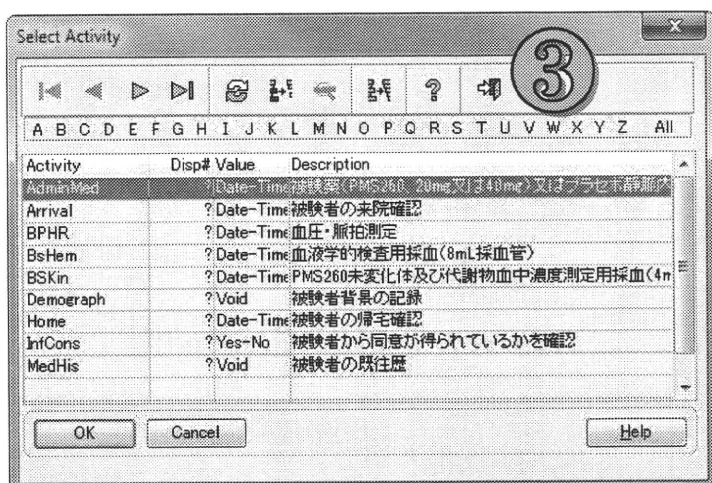 Select Activity
3
?
A B C D E F G H I J K L M N O P Q R S T U V W X Y Z All
Activity Disp# Value Description
AdminMed ? Date-Time 被験薬(PMS260, 20mg又は40mg)又はプラセボ静脈内
Arrival ? Date-Time 被験者の来院確認
BPHR ? Date-Time 血圧・脈拍測定
BsHem ? Date-Time 血液学的検査用採血(8mL採血管)
BSKin ? Date-Time PMS260未変化体及び代謝物血中濃度測定用採血(4m
Demograph ? Void 被験者背景の記録
Home ? Date-Time 被験者の帰宅確認
InfCons ? Yes-No 被験者から同意が得られているかを確認
MedHis ? Void 被験者の既往歴
OK Cancel Help